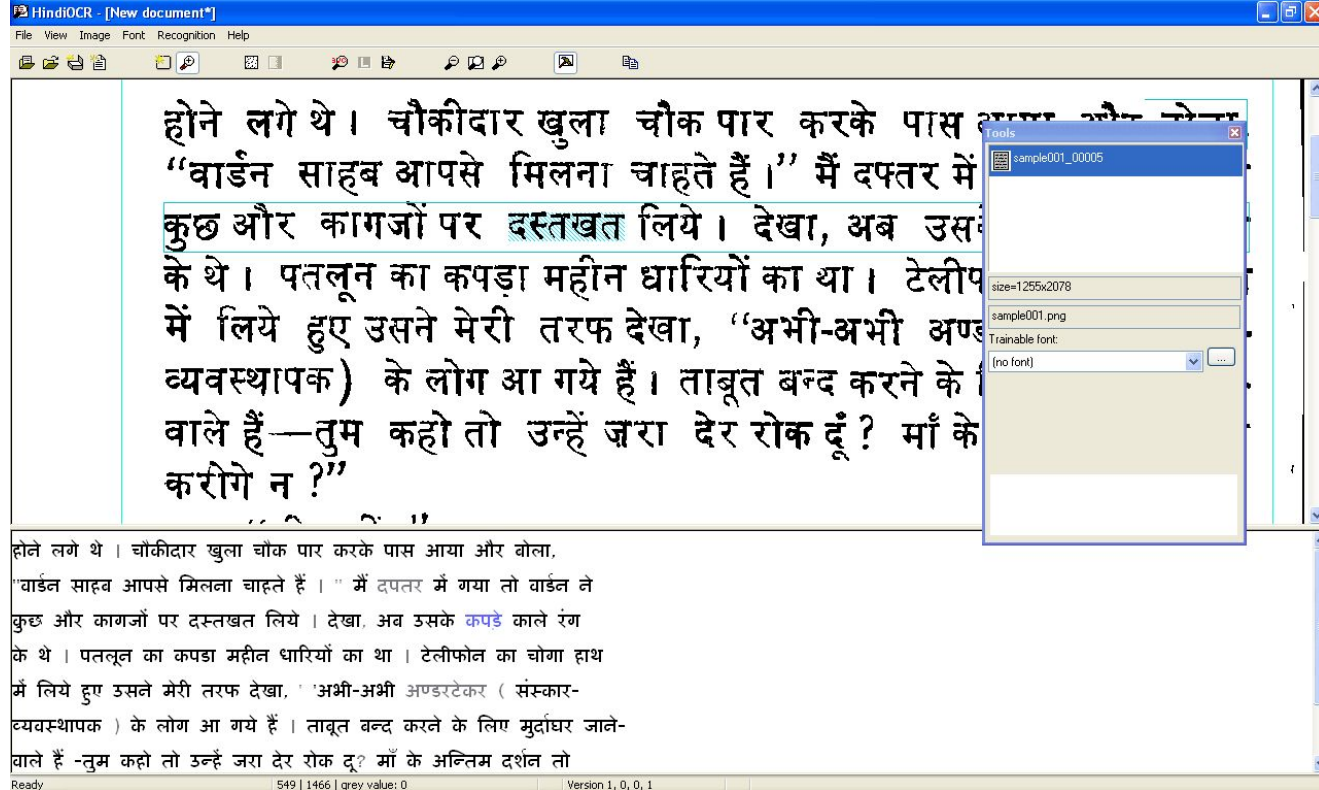 HindiOCR - [New document*]
File View Image Font Recognition Help
होने लगे थे । चौकीदार खुला चौक पार करके पास
“वार्डन साहब आपसे मिलना चाहते हैं ।” मैं दफ्तर में
कुछ और कागजों पर दस्तखत लिये । देखा, अब
के थे । पतलून का कपड़ा महीन धारियों का था ।
में लिये हुए उसने मेरी तरफ देखा, “अभी-अभी
व्यवस्थापक) के लोग आ गये हैं । ताबूत बन्द करने के
वाले हैं—तुम कहो तो उन्हें ज़रा देर रोक दूँ ? माँ के
करोगे न ?”
Tools
sample001_00005
size=1255x2078
sample001.png
Trainable font:
(no font)
...
होने लगे थे । चौकीदार खुला चौक पार करके पास आया और बोला,
"वार्डन साहब आपसे मिलना चाहते हैं । " मैं दपतर में गया तो वार्डन ने
कुछ और कागजों पर दस्तखत लिये । देखा, अब उसके कपडे काले रंग
के थे । पतलून का कपडा महीन धारियों का था । टेलीफोन का चोगा हाथ
में लिये हुए उसने मेरी तरफ देखा, ' 'अभी-अभी अण्डरटेकर ( संस्कार-
व्यवस्थापक ) के लोग आ गये हैं । ताबूत बन्द करने के लिए मुर्दाघर जाने-
वाले हैं -तुम कहो तो उन्हें जरा देर रोक दू? माँ के अन्तिम दर्शन तो
Ready 549 | 1466 | grey value: 0 Version 1, 0, 0, 1